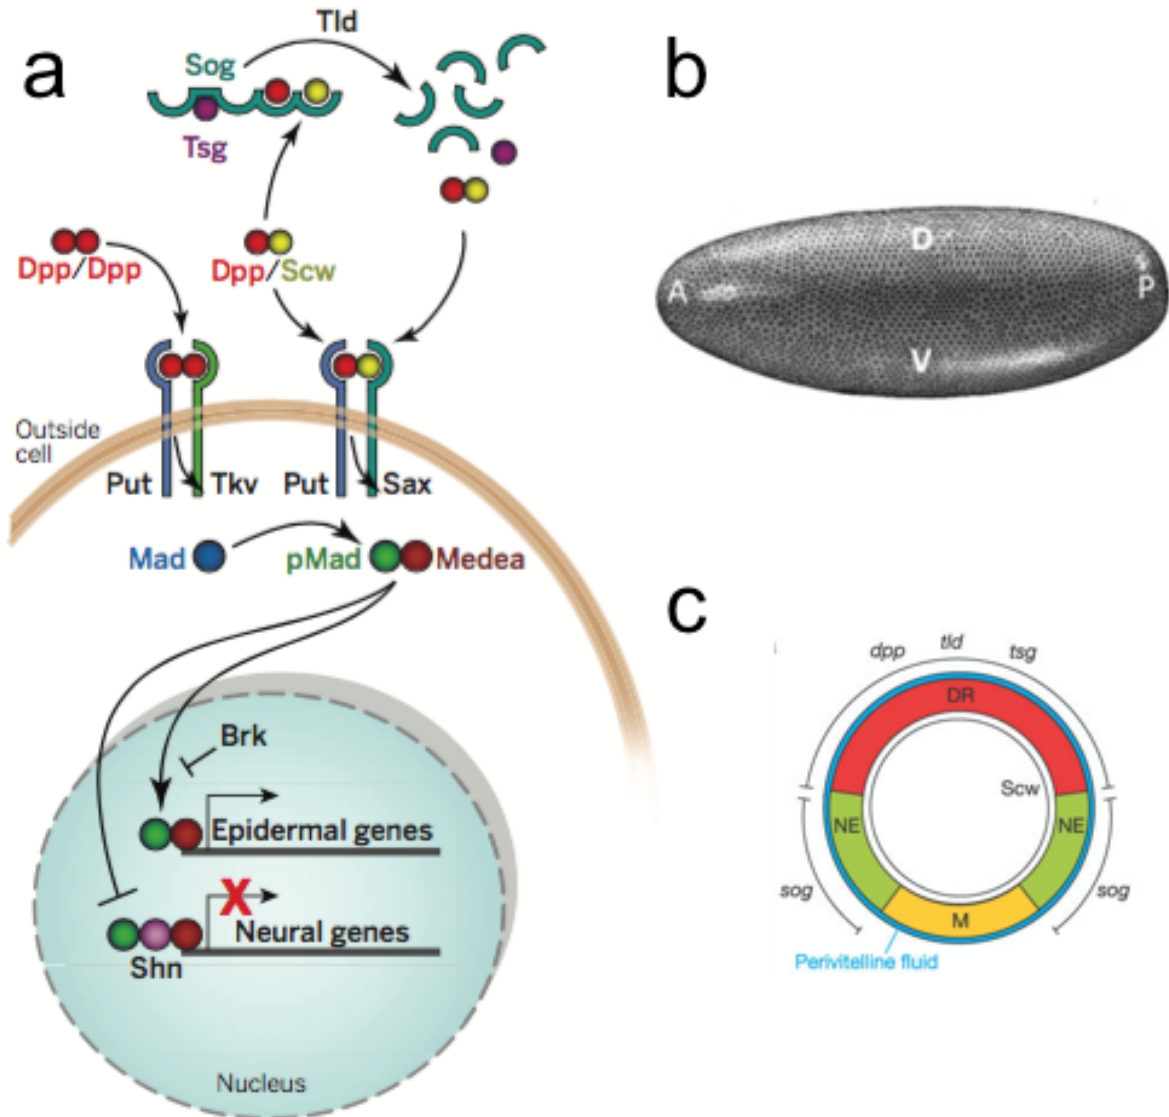 a
Tld
Sog
Tsg
Dpp/Dpp
Dpp/Scw
Outside
cell
Put
Tkv
Put
Sax
Mad
pMad
Medea
Brk
Epidermal genes
X
Neural genes
Shn
Nucleus
b
D
A
P
V
c
dpp
tld
tsg
DR
Scw
NE
NE
sog
sog
M
Perivitelline fluid